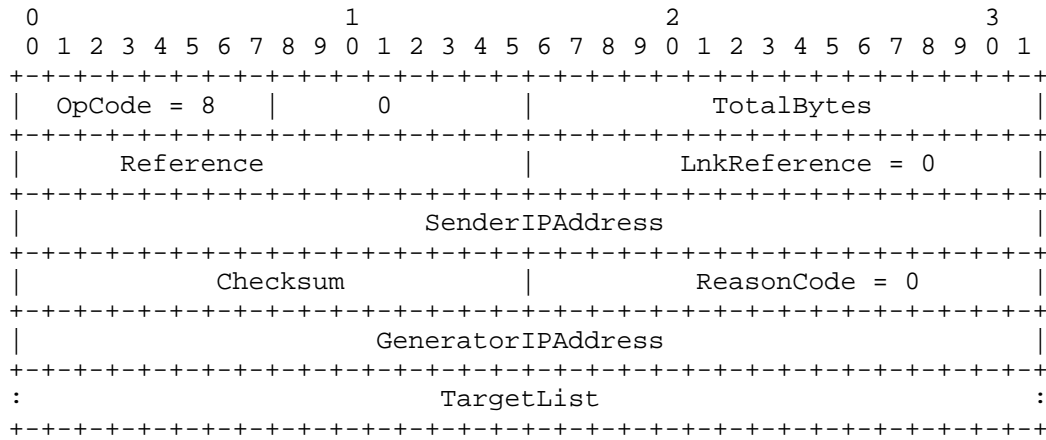 0                   1                   2                   3
 0 1 2 3 4 5 6 7 8 9 0 1 2 3 4 5 6 7 8 9 0 1 2 3 4 5 6 7 8 9 0 1
+-+-+-+-+-+-+-+-+-+-+-+-+-+-+-+-+-+-+-+-+-+-+-+-+-+-+-+-+-+-+-+-+
|  OpCode = 8   |      0        |           TotalBytes          |
+-+-+-+-+-+-+-+-+-+-+-+-+-+-+-+-+-+-+-+-+-+-+-+-+-+-+-+-+-+-+-+-+
|      Reference                |         LnkReference = 0      |
+-+-+-+-+-+-+-+-+-+-+-+-+-+-+-+-+-+-+-+-+-+-+-+-+-+-+-+-+-+-+-+-+
|                         SenderIPAddress                       |
+-+-+-+-+-+-+-+-+-+-+-+-+-+-+-+-+-+-+-+-+-+-+-+-+-+-+-+-+-+-+-+-+
|            Checksum           |          ReasonCode = 0       |
+-+-+-+-+-+-+-+-+-+-+-+-+-+-+-+-+-+-+-+-+-+-+-+-+-+-+-+-+-+-+-+-+
|                      GeneratorIPAddress                       |
+-+-+-+-+-+-+-+-+-+-+-+-+-+-+-+-+-+-+-+-+-+-+-+-+-+-+-+-+-+-+-+-+
:                          TargetList                           :
+-+-+-+-+-+-+-+-+-+-+-+-+-+-+-+-+-+-+-+-+-+-+-+-+-+-+-+-+-+-+-+-+